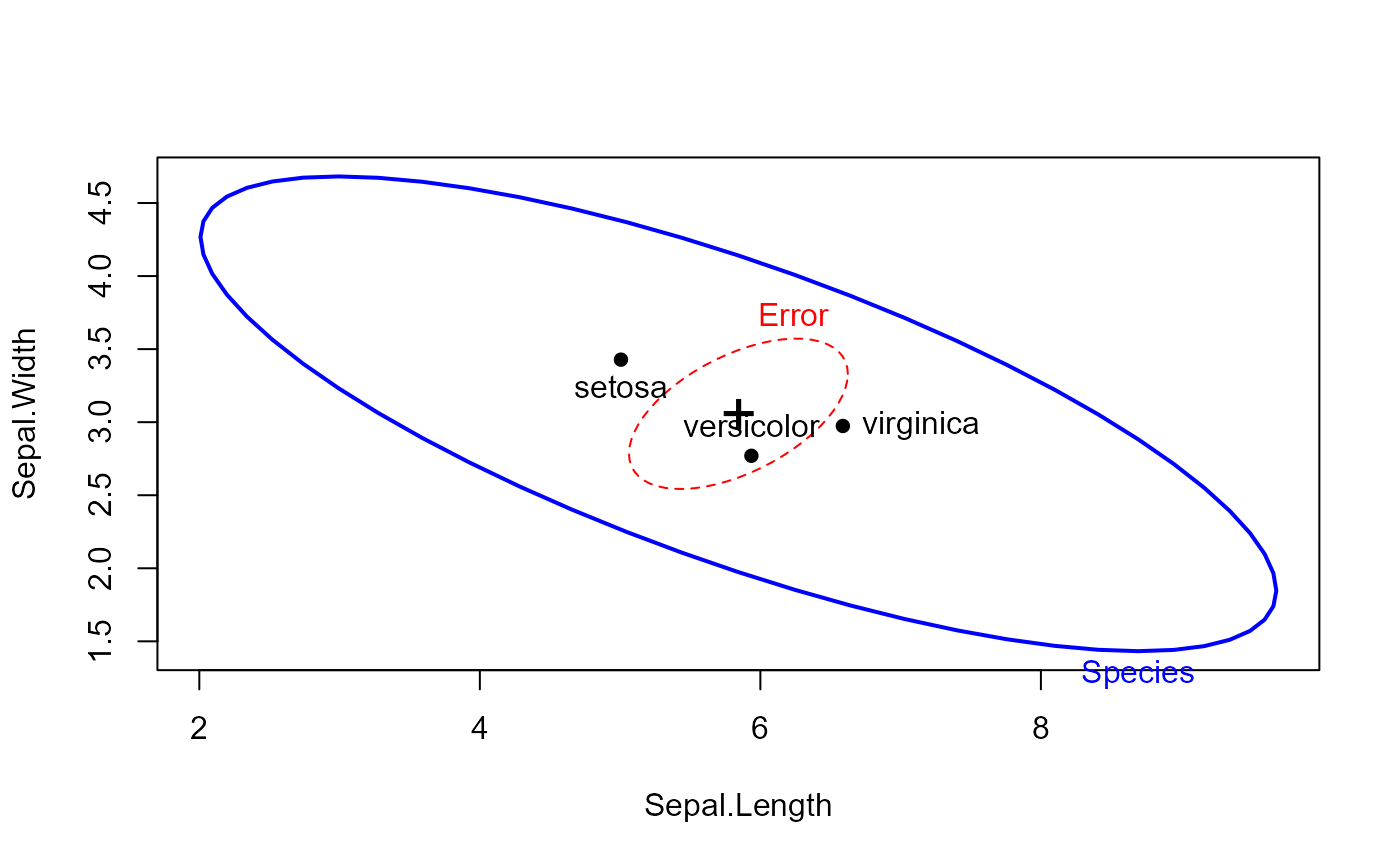 Sepal.Width
4.5
4.0
3.5
3.0
2.5
2.0
1.5
Error
setosa
versicolor
virginica
Species
2 4 6 8
Sepal.Length